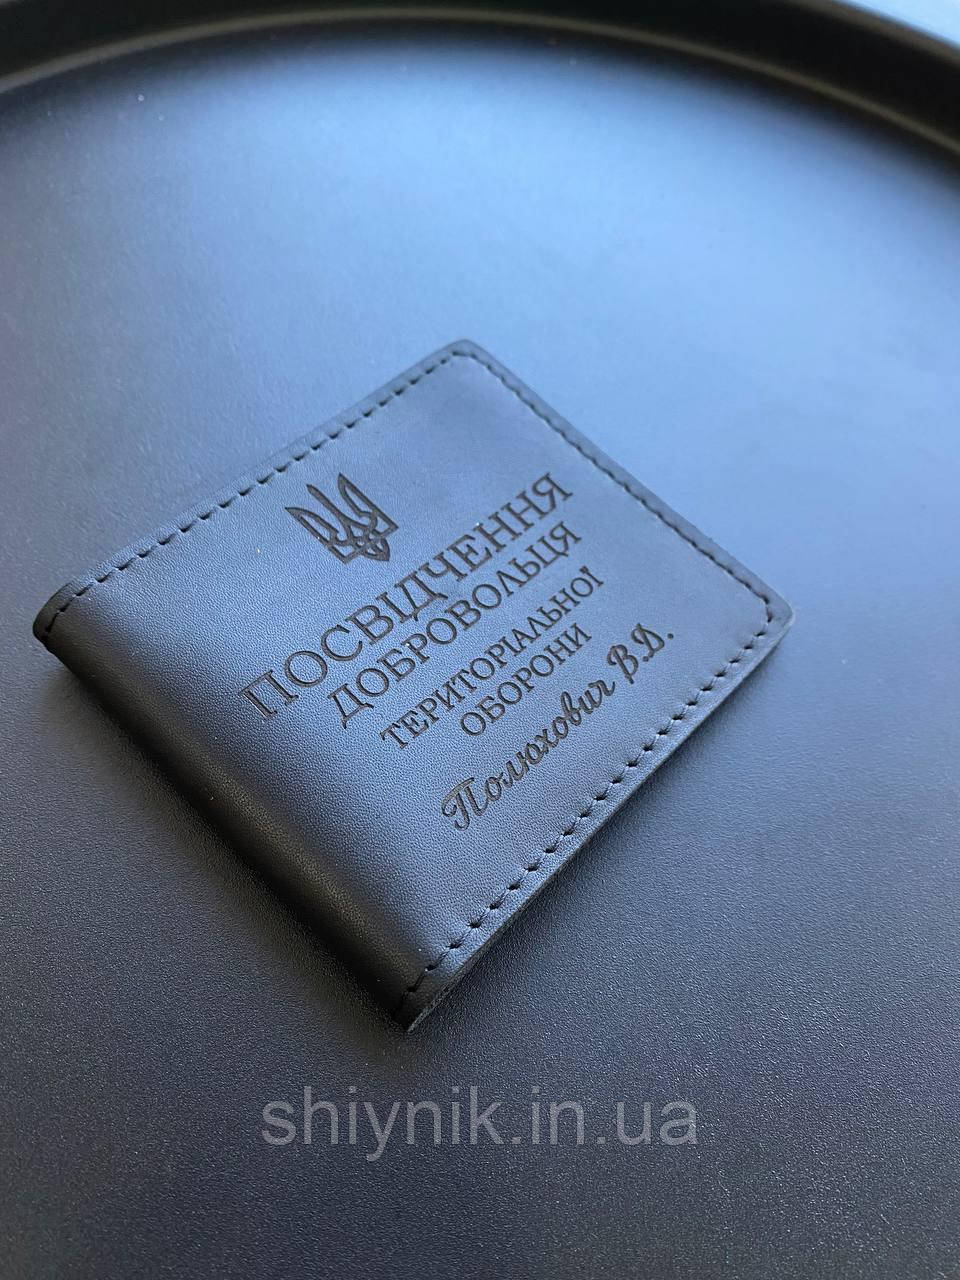 ПОСВІДЧЕННЯ
ДОБРОВОЛЬЦЯ
ТЕРИТОРІАЛЬНОЇ
ОБОРОНИ
Полюхович В.Д.
shiynik.in.ua